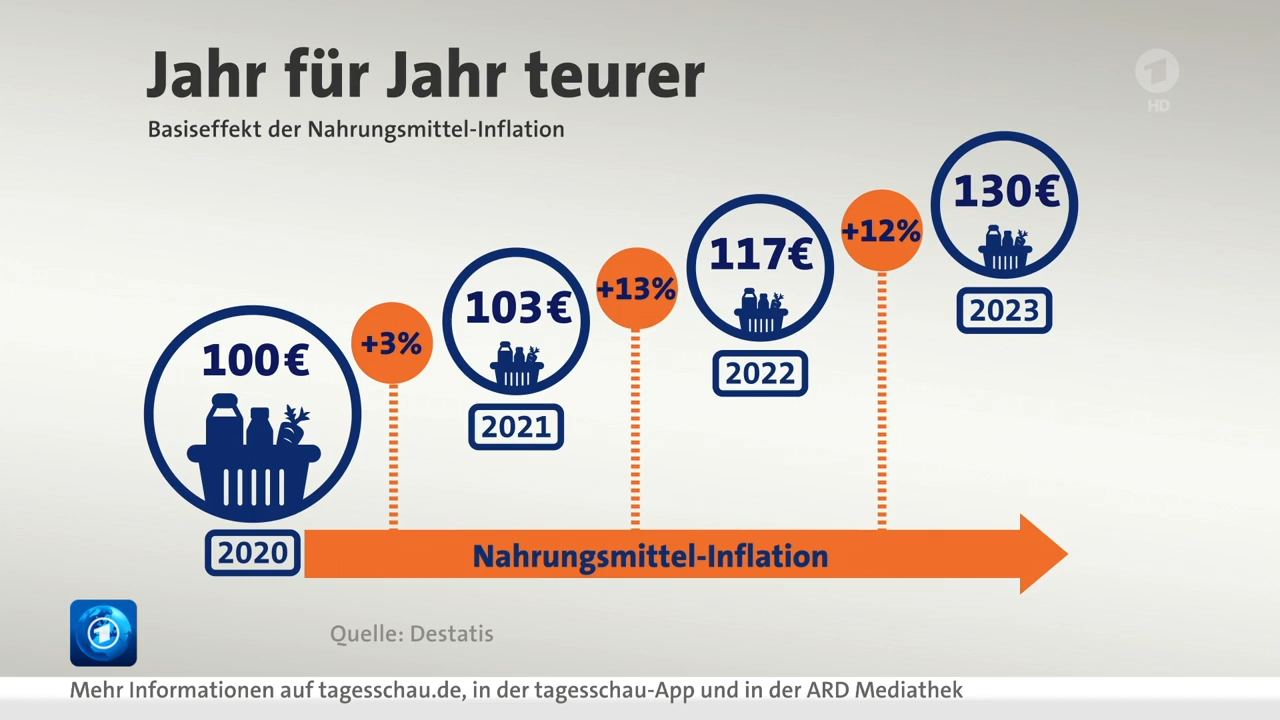 Jahr für Jahr teurer
Basiseffekt der Nahrungsmittel-Inflation
HD
100€
2020
+3%
103€
2021
+13%
117€
2022
+12%
130€
2023
Nahrungsmittel-Inflation
Quelle: Destatis
Mehr Informationen auf tagesschau.de, in der tagesschau-App und in der ARD Mediathek